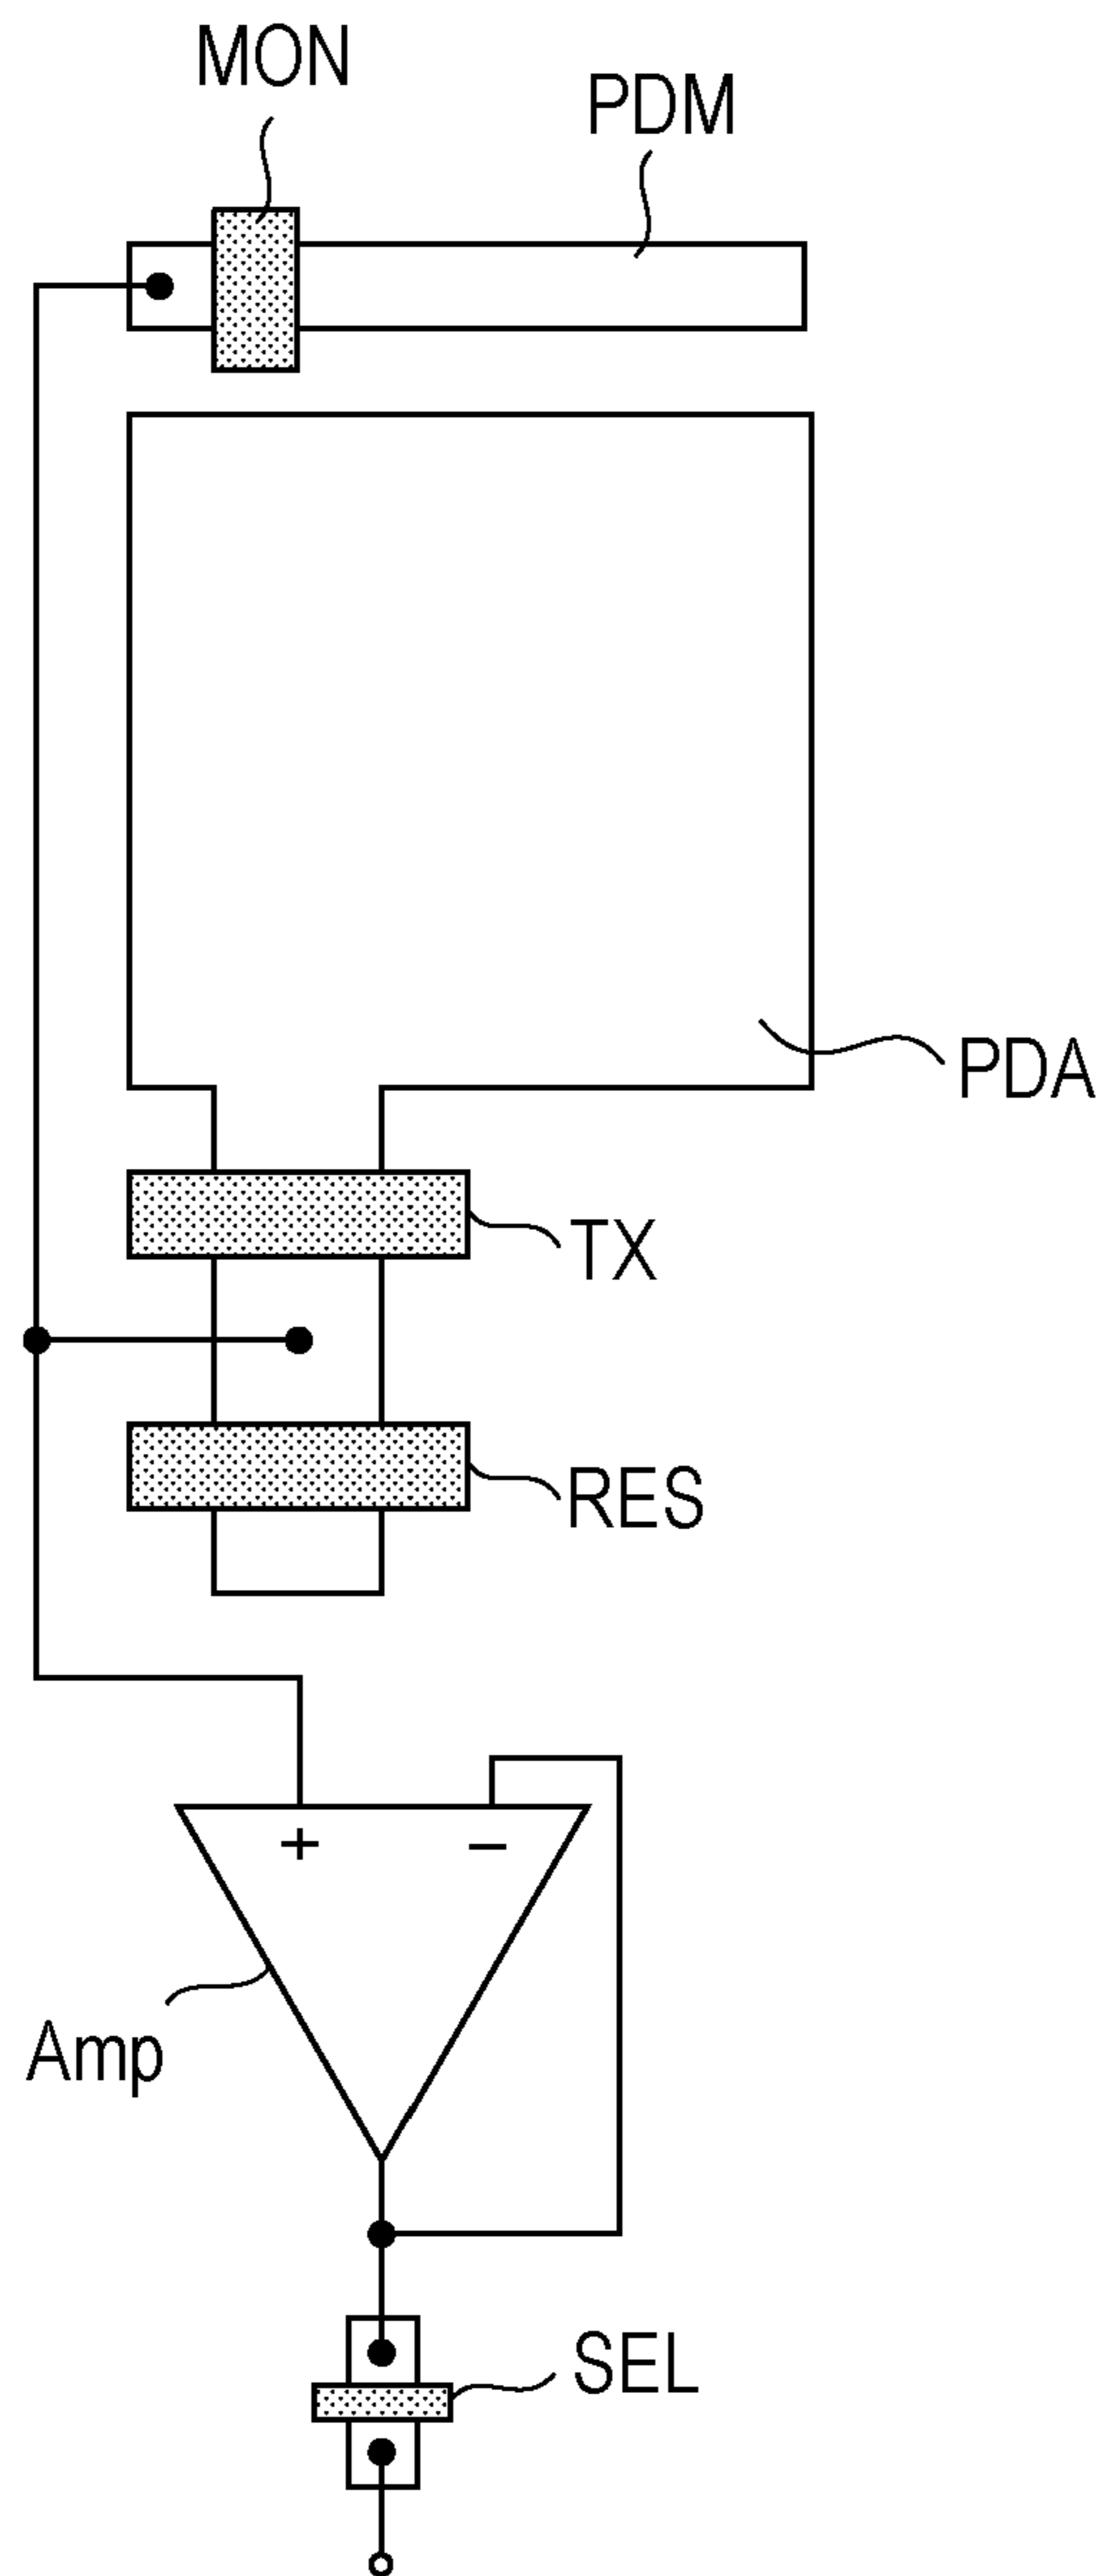 MON
PDM
PDA
TX
RES
+ −
Amp
SEL